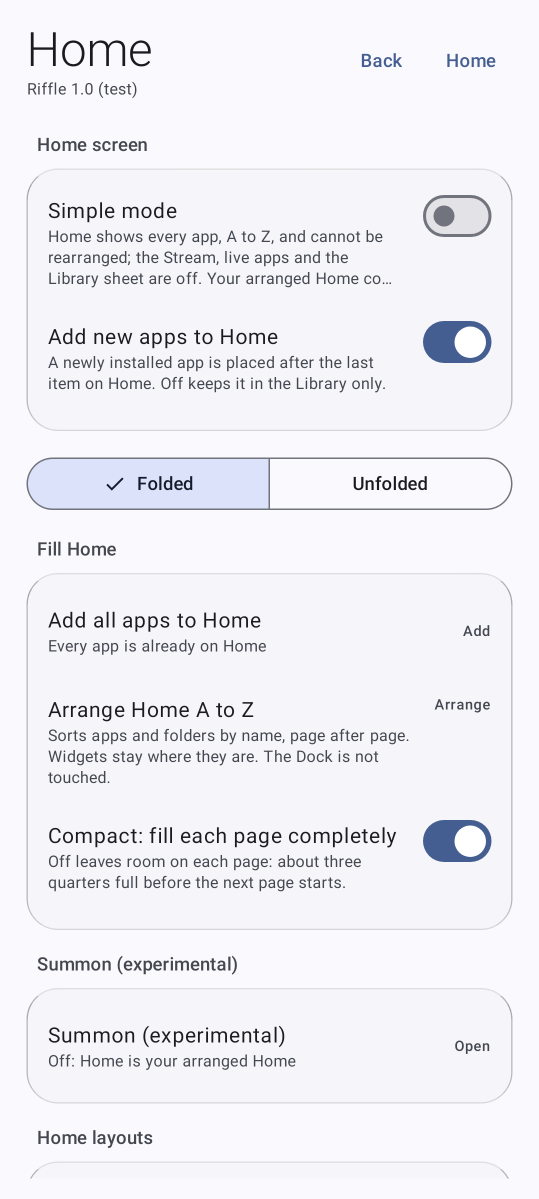 Home
Back
Home
Riffle 1.0 (test)
Home screen
Simple mode
Home shows every app, A to Z, and cannot be
rearranged; the Stream, live apps and the
Library sheet are off. Your arranged Home co…
Add new apps to Home
A newly installed app is placed after the last
item on Home. Off keeps it in the Library only.
Folded
Unfolded
Fill Home
Add all apps to Home
Every app is already on Home
Add
Arrange Home A to Z
Arrange
Sorts apps and folders by name, page after page.
Widgets stay where they are. The Dock is not
touched.
Compact: fill each page completely
Off leaves room on each page: about three
quarters full before the next page starts.
Summon (experimental)
Summon (experimental)
Off: Home is your arranged Home
Open
Home layouts